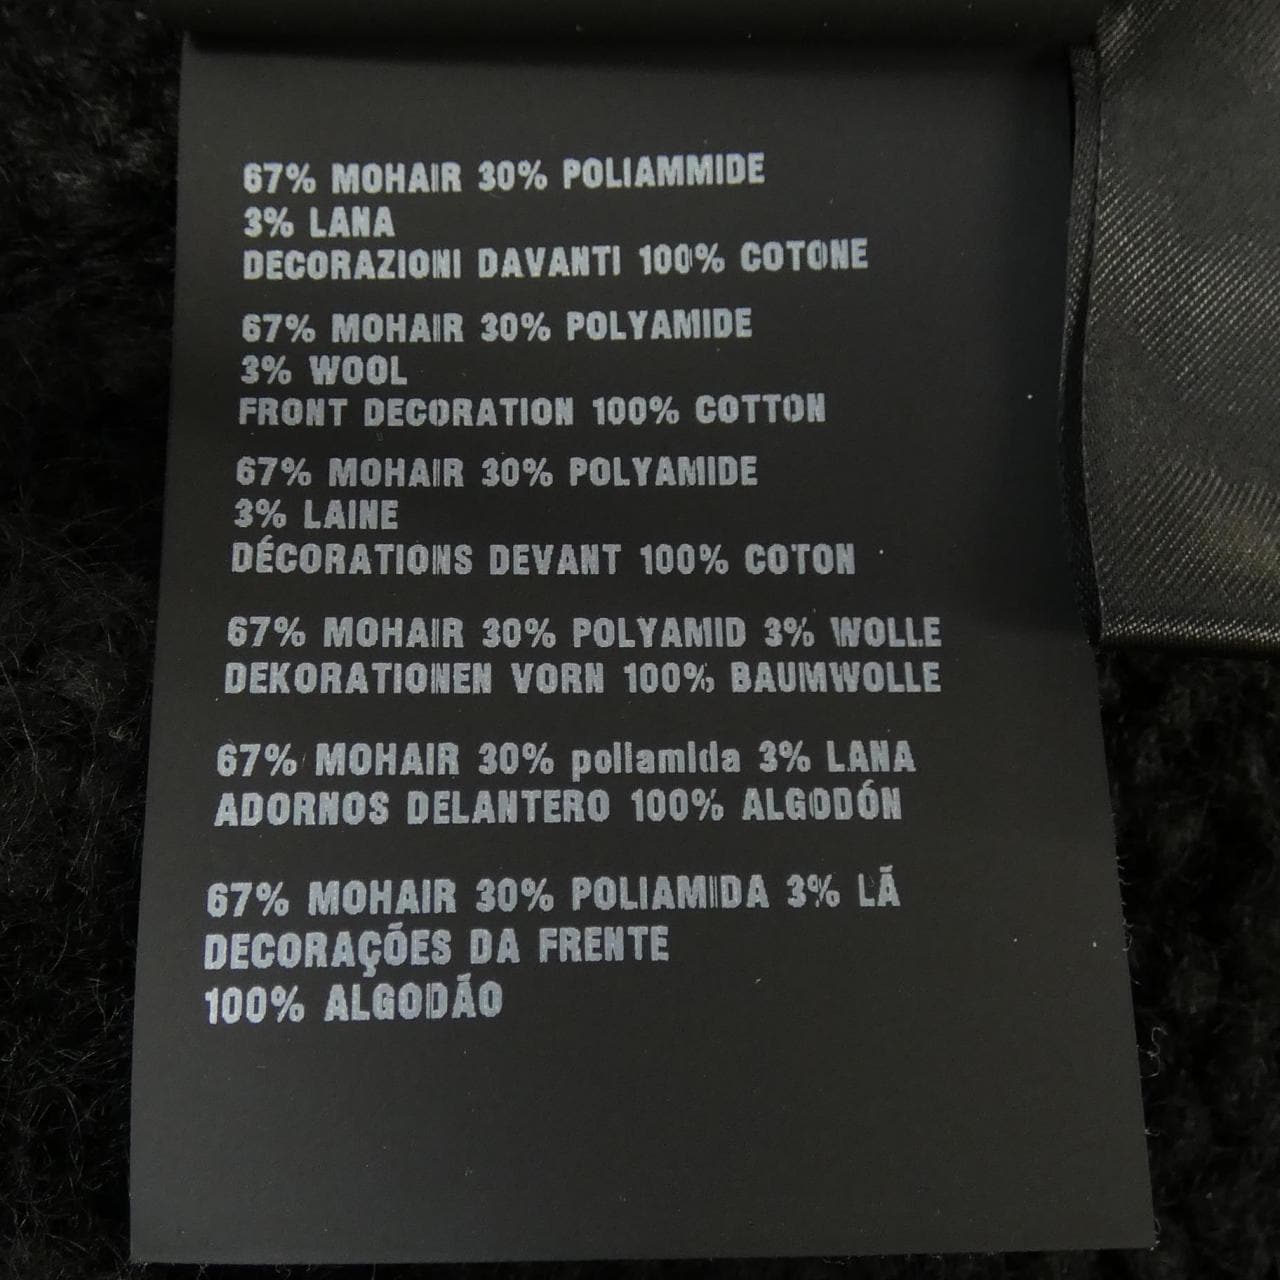 67% MOHAIR 30% POLIAMMIDE
3% LANA
DECORAZIONI DAVANTI 100% COTONE
67% MOHAIR 30% POLYAMIDE
3% WOOL
FRONT DECORATION 100% COTTON
67% MOHAIR 30% POLYAMIDE
3% LAINE
DÉCORATIONS DEVANT 100% COTON
67% MOHAIR 30% POLYAMID 3% WOLLE
DEKORATIONEN VORN 100% BAUMWOLLE
67% MOHAIR 30% poliamida 3% LANA
ADORNOS DELANTERO 100% ALGODÓN
67% MOHAIR 30% POLIAMIDA 3% LÃ
DECORAÇÕES DA FRENTE
100% ALGODÃO